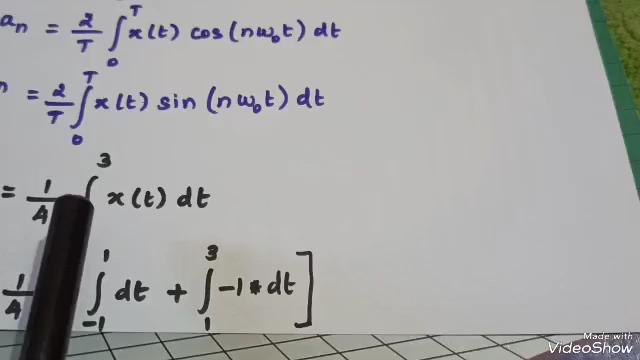 aₙ = 2/T ∫₀ᵀ x(t) cos (nω₀t) dt
n = 2/T ∫₀ᵀ x(t) sin (nω₀t) dt
= 1/4 ∫³ x(t) dt
1/4 ∫₋₁¹ dt + ∫₁³ -1 * dt ]
Made with
VideoShow